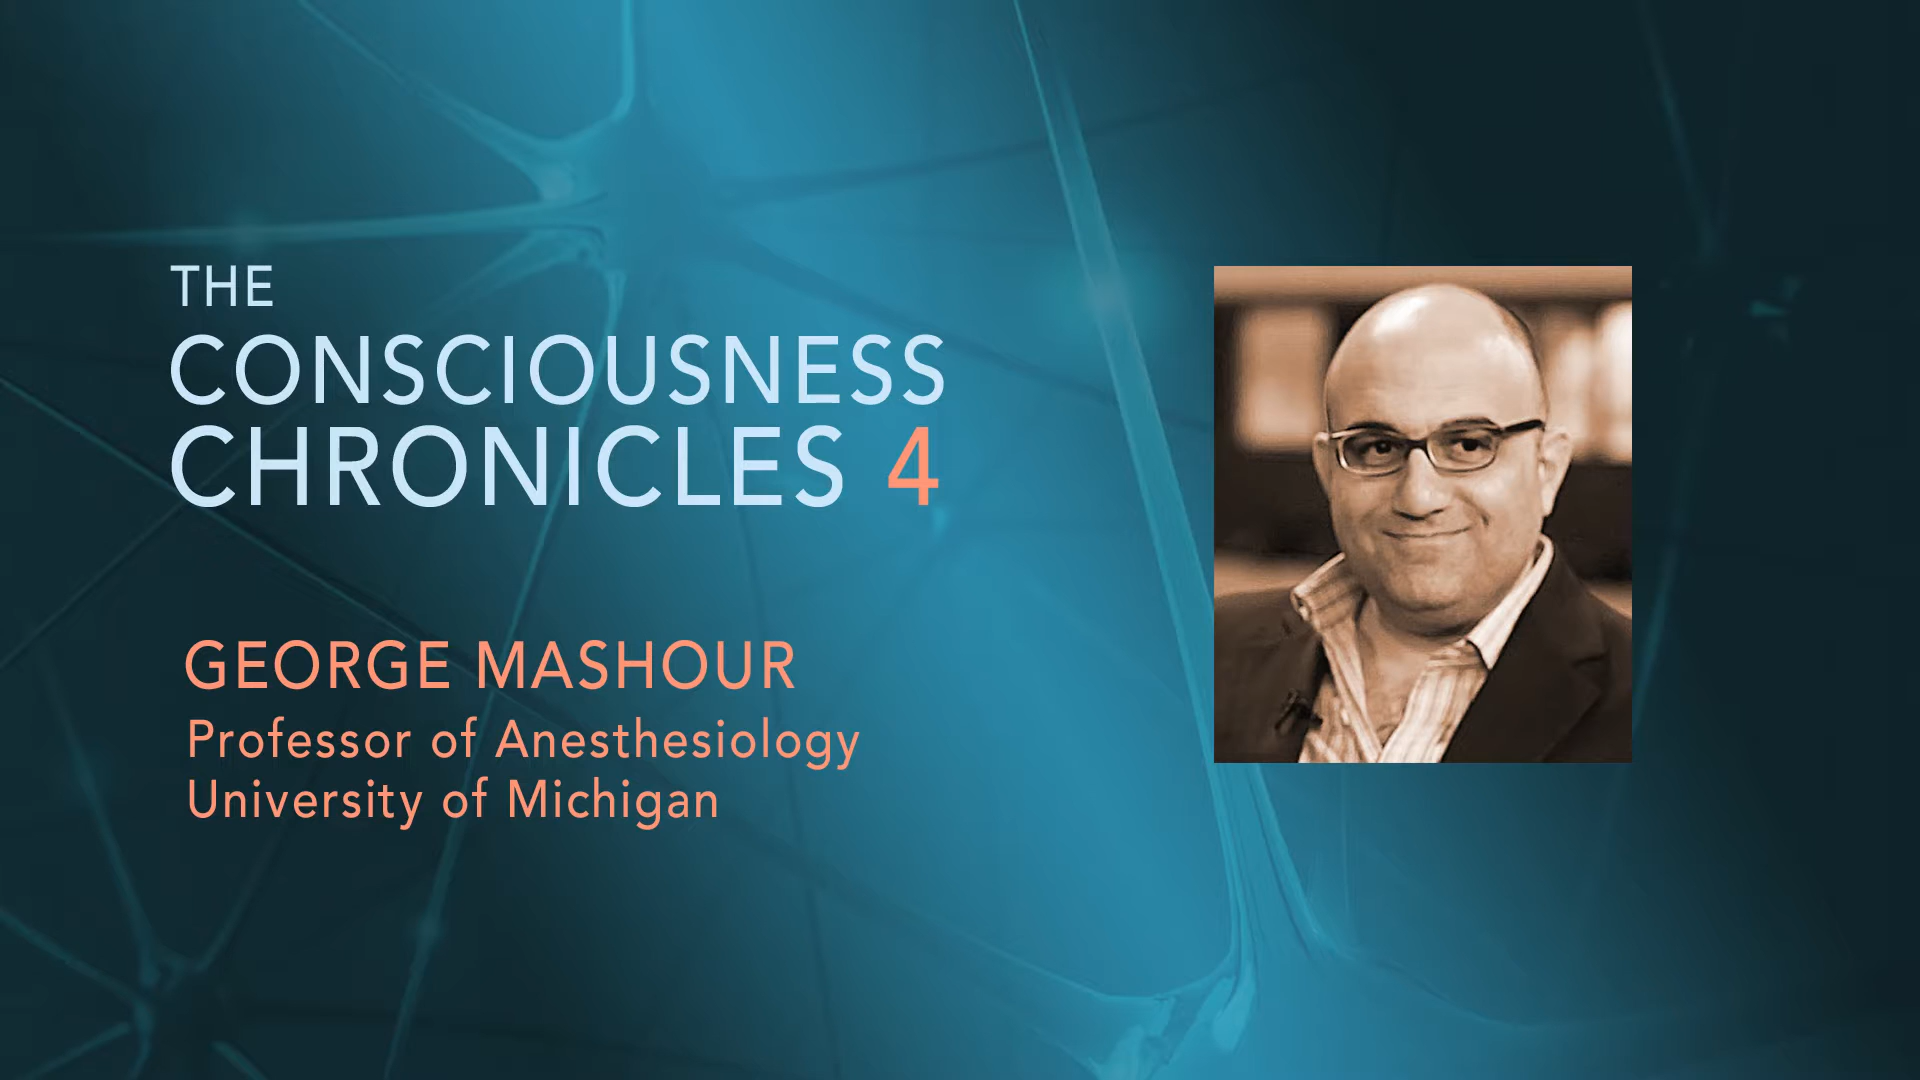 THE
CONSCIOUSNESS
CHRONICLES 4
GEORGE MASHOUR
Professor of Anesthesiology
University of Michigan